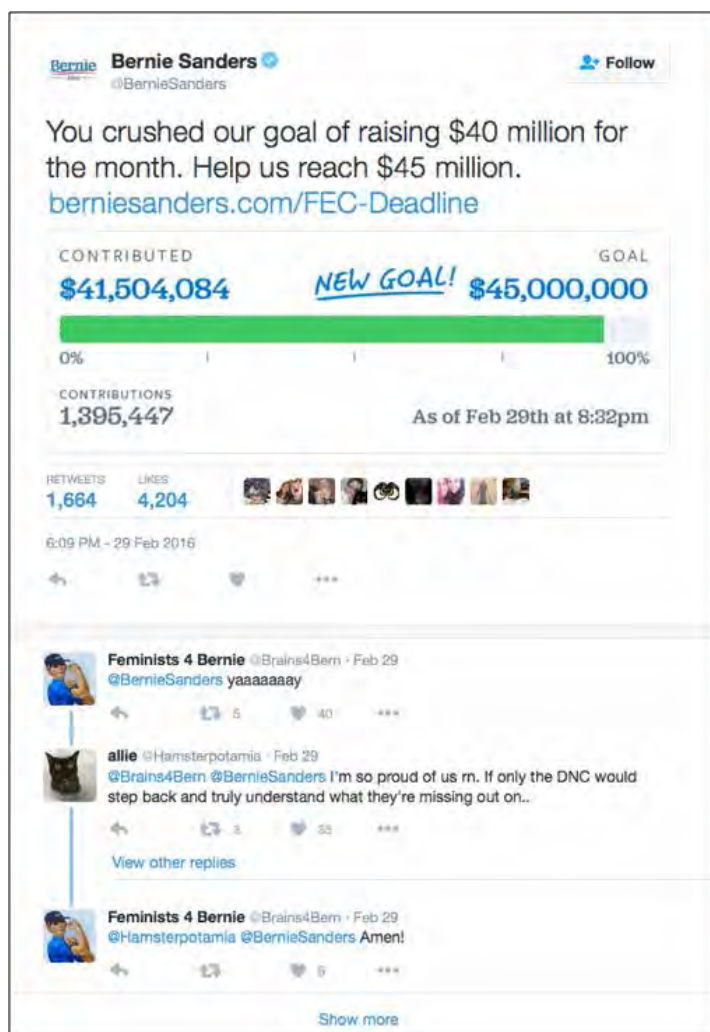 Bernie
Bernie Sanders
@BernieSanders
Follow
You crushed our goal of raising $40 million for
the month. Help us reach $45 million.
berniesanders.com/FEC-Deadline
CONTRIBUTED
GOAL
$41,504,084
NEW GOAL!
$45,000,000
0%
100%
CONTRIBUTIONS
1,395,447
As of Feb 29th at 8:32pm
RETWEETS LIKES
1,664 4,204
6:09 PM - 29 Feb 2016
Feminists 4 Bernie @Brains4Bern · Feb 29
@BernieSanders yaaaaaaay
5 40
allie @Hamsterpotamia · Feb 29
@Brains4Bern @BernieSanders I'm so proud of us rn. If only the DNC would
step back and truly understand what they're missing out on..
View other replies
Feminists 4 Bernie @Brains4Bern · Feb 29
@Hamsterpotamia @BernieSanders Amen!
Show more